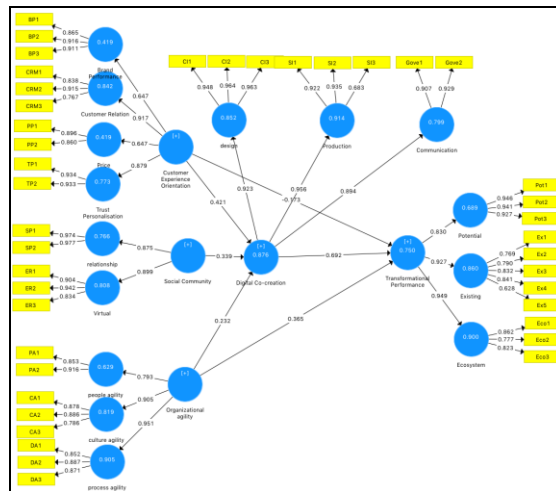 BP1
BP2
BP3
0.865
0.916
0.911
0.419
Brand
Performance
CRM1
CRM2
CRM3
0.838
0.915
0.767
0.842
Customer Relation
PP1
PP2
0.896
0.860
0.419
Price
TP1
TP2
0.934
0.933
0.773
Trust
Personalisation
0.647
0.917
0.647
0.879
[+]
Customer
Experience
Orientation
CI1
CI2
CI3
0.948
0.964
0.963
0.852
design
SI1
SI2
SI3
0.922
0.935
0.683
0.914
Production
Gove1
Gove2
0.907
0.929
0.799
Communication
0.923
0.956
0.894
-0.173
0.421
SP1
SP2
0.974
0.977
0.766
relationship
ER1
ER2
ER3
0.904
0.942
0.834
0.808
Virtual
0.875
0.899
[+]
Social Community
0.339
[+]
0.876
Digital Co-creation
0.692
[+]
0.750
Transformational
Performance
0.232
0.365
0.830
0.927
0.949
0.689
Potential
0.946
0.941
0.927
Pot1
Pot2
Pot3
0.860
Existing
0.769
0.790
0.832
0.841
0.628
Ex1
Ex2
Ex3
Ex4
Ex5
0.900
Ecosystem
0.862
0.777
0.823
Eco1
Eco2
Eco3
PA1
PA2
0.853
0.916
0.629
people agility
CA1
CA2
CA3
0.878
0.886
0.786
0.819
culture agility
DA1
DA2
DA3
0.852
0.887
0.871
0.905
process agility
0.793
0.905
0.951
[+]
Organizational
agility